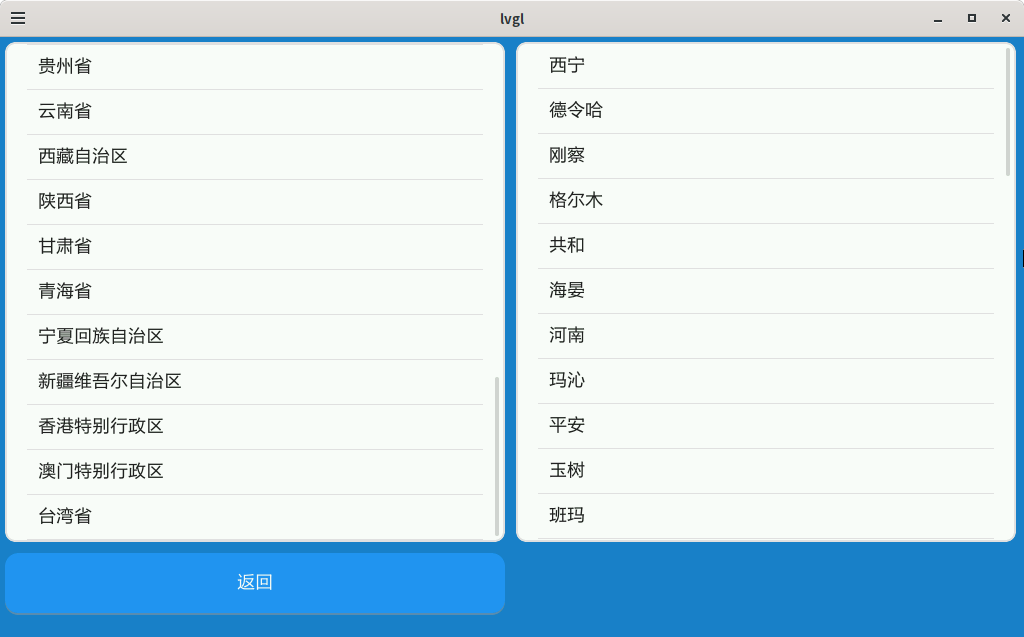 lvgl
贵州省
云南省
西藏自治区
陕西省
甘肃省
青海省
宁夏回族自治区
新疆维吾尔自治区
香港特别行政区
澳门特别行政区
台湾省
西宁
德令哈
刚察
格尔木
共和
海晏
河南
玛沁
平安
玉树
班玛
返回